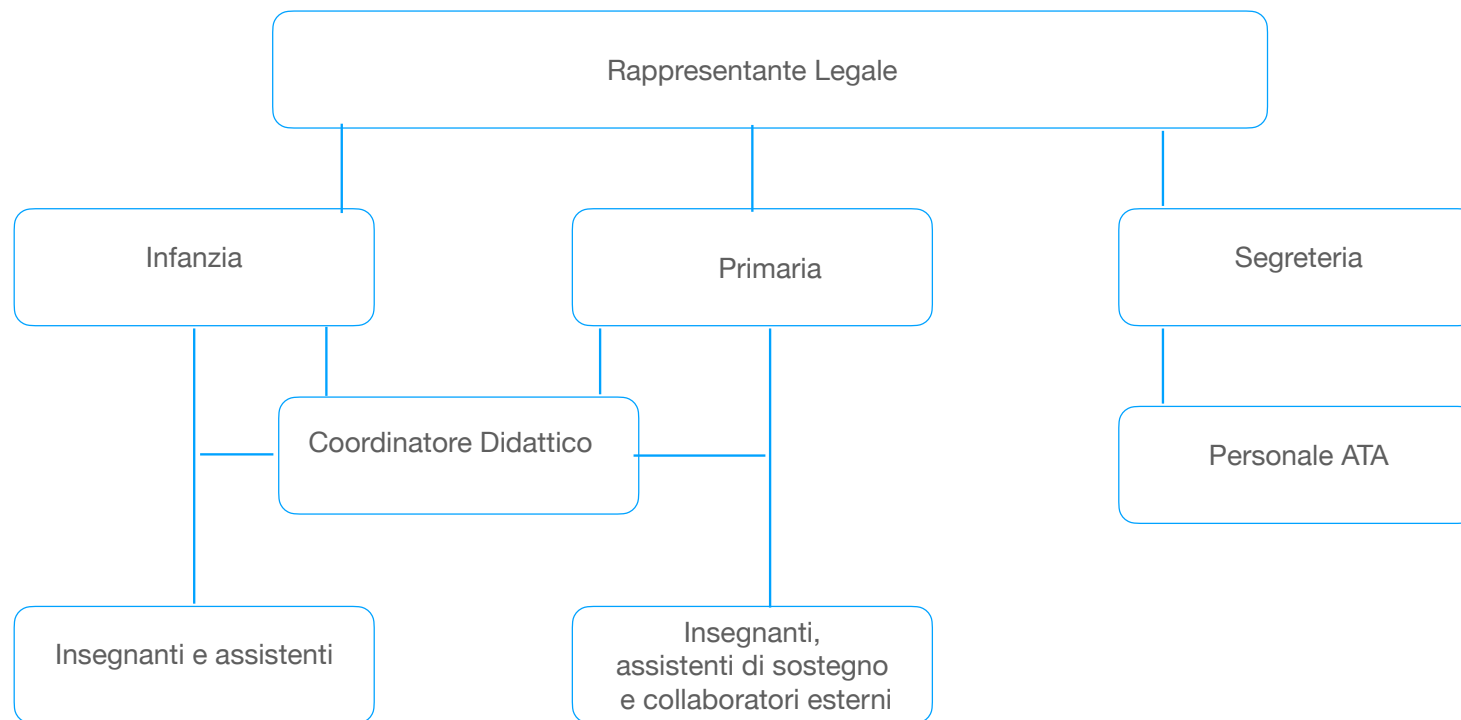 Rappresentante Legale
Infanzia
Primaria
Segreteria
Coordinatore Didattico
Personale ATA
Insegnanti e assistenti
Insegnanti,
assistenti di sostegno
e collaboratori esterni